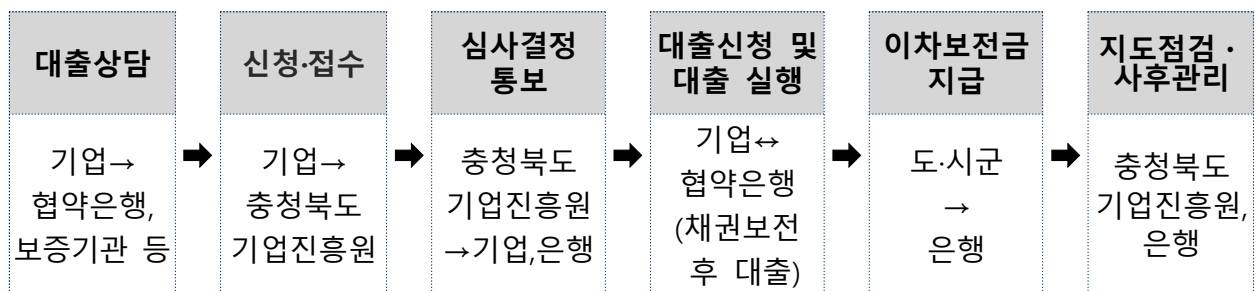 대출상담
신청·접수
심사결정
통보
대출신청 및
대출 실행
이차보전금
지급
지도점검·
사후관리
기업→
협약은행,
보증기관 등
기업→
충청북도
기업진흥원
충청북도
기업진흥원
→기업,은행
기업↔
협약은행
(채권보전
후 대출)
도·시군
→
은행
충청북도
기업진흥원,
은행